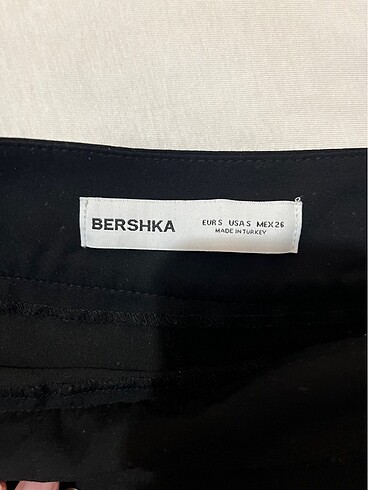 BERSHKA
EUR S USA S MEX 26
MADE IN TURKEY